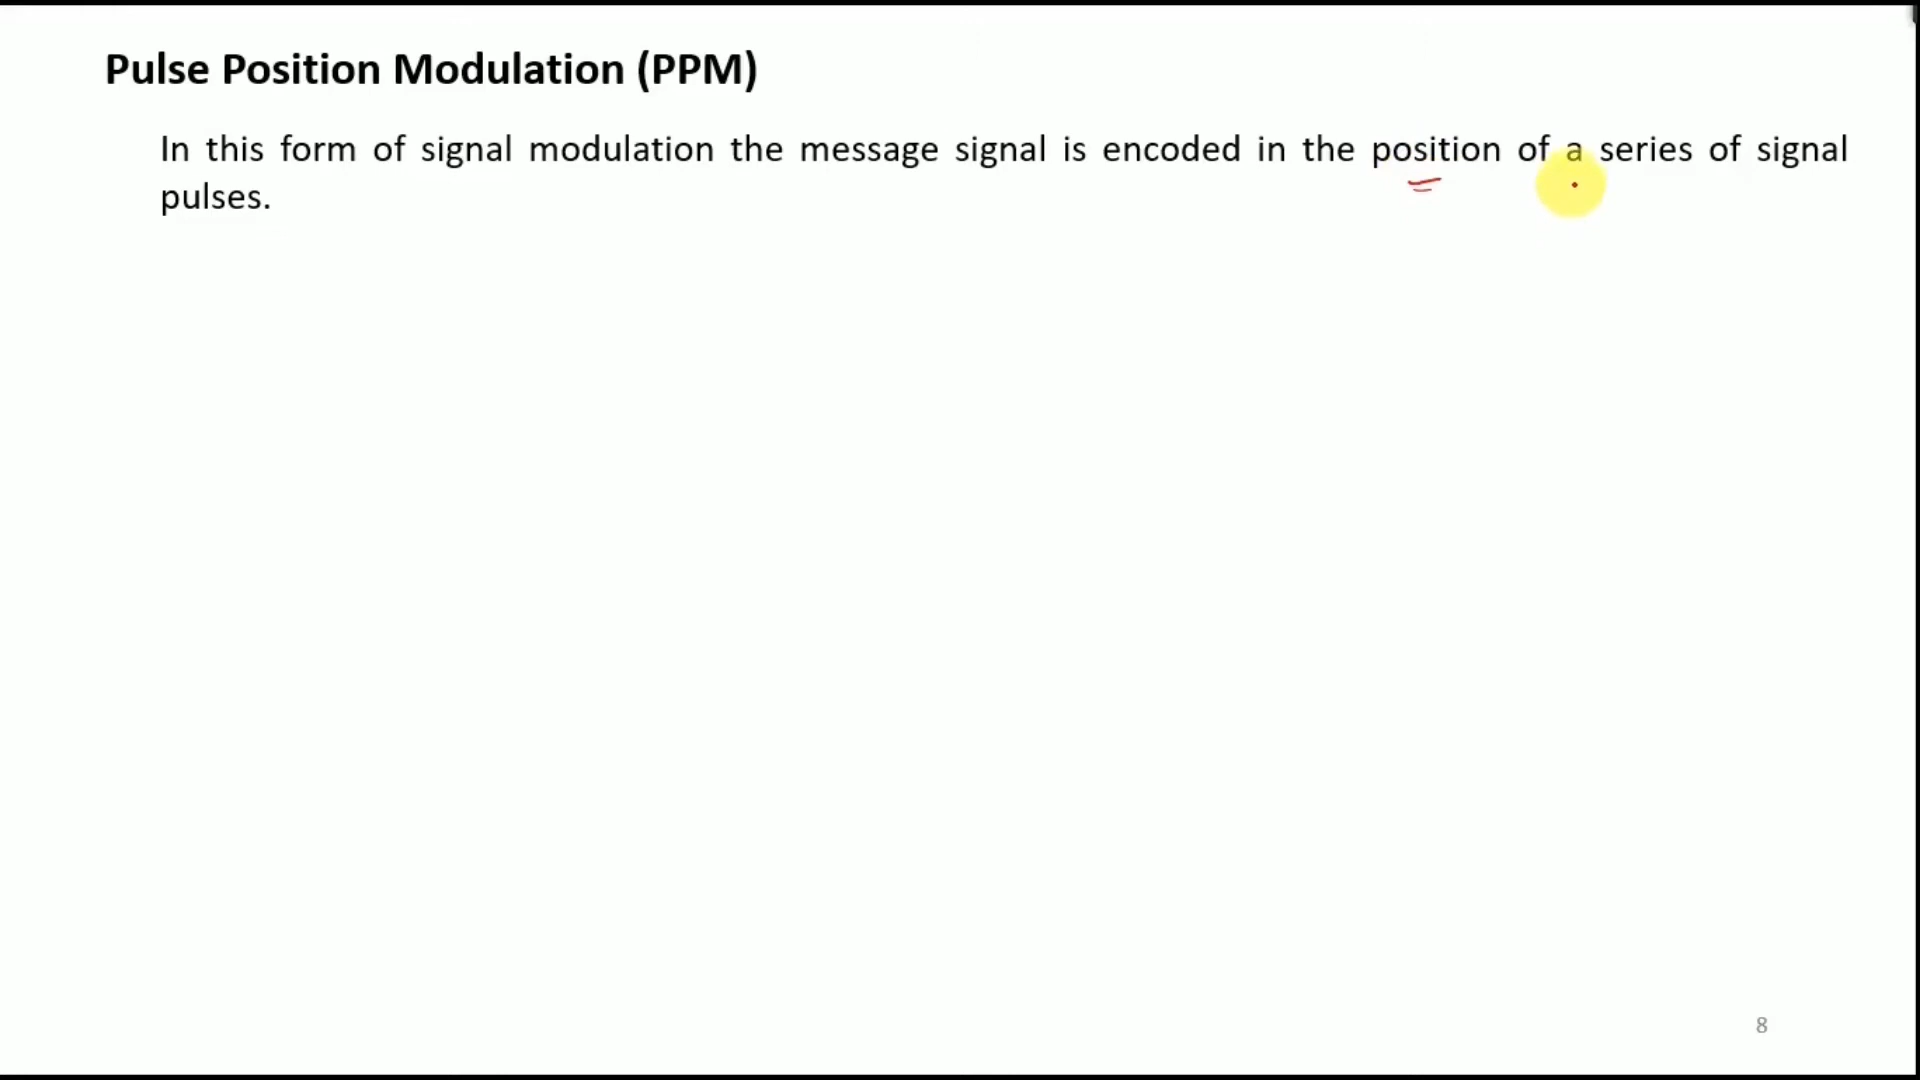 Pulse Position Modulation (PPM)
In this form of signal modulation the message signal is encoded in the position of a series of signal
pulses.
8